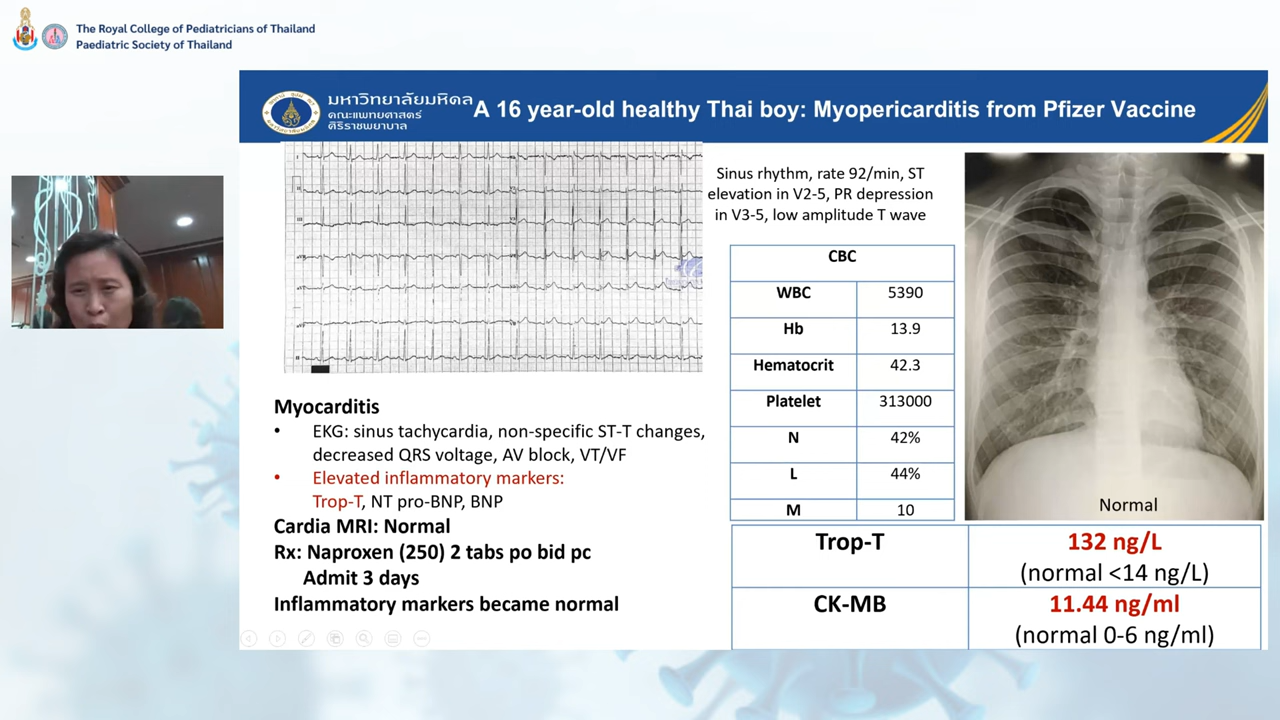 The Royal College of Pediatricians of Thailand
Paediatric Society of Thailand
มหาวิทยาลัยมหิดล
คณะแพทยศาสตร์
ศิริราชพยาบาล
A 16 year-old healthy Thai boy: Myopericarditis from Pfizer Vaccine
Sinus rhythm, rate 92/min, ST
elevation in V2-5, PR depression
in V3-5, low amplitude T wave
CBC
WBC 5390
Hb 13.9
Hematocrit 42.3
Platelet 313000
N 42%
L 44%
M 10
Normal
Myocarditis
• EKG: sinus tachycardia, non-specific ST-T changes,
decreased QRS voltage, AV block, VT/VF
• Elevated inflammatory markers:
Trop-T, NT pro-BNP, BNP
Cardia MRI: Normal
Rx: Naproxen (250) 2 tabs po bid pc
Admit 3 days
Inflammatory markers became normal
Trop-T 132 ng/L
(normal <14 ng/L)
CK-MB 11.44 ng/ml
(normal 0-6 ng/ml)